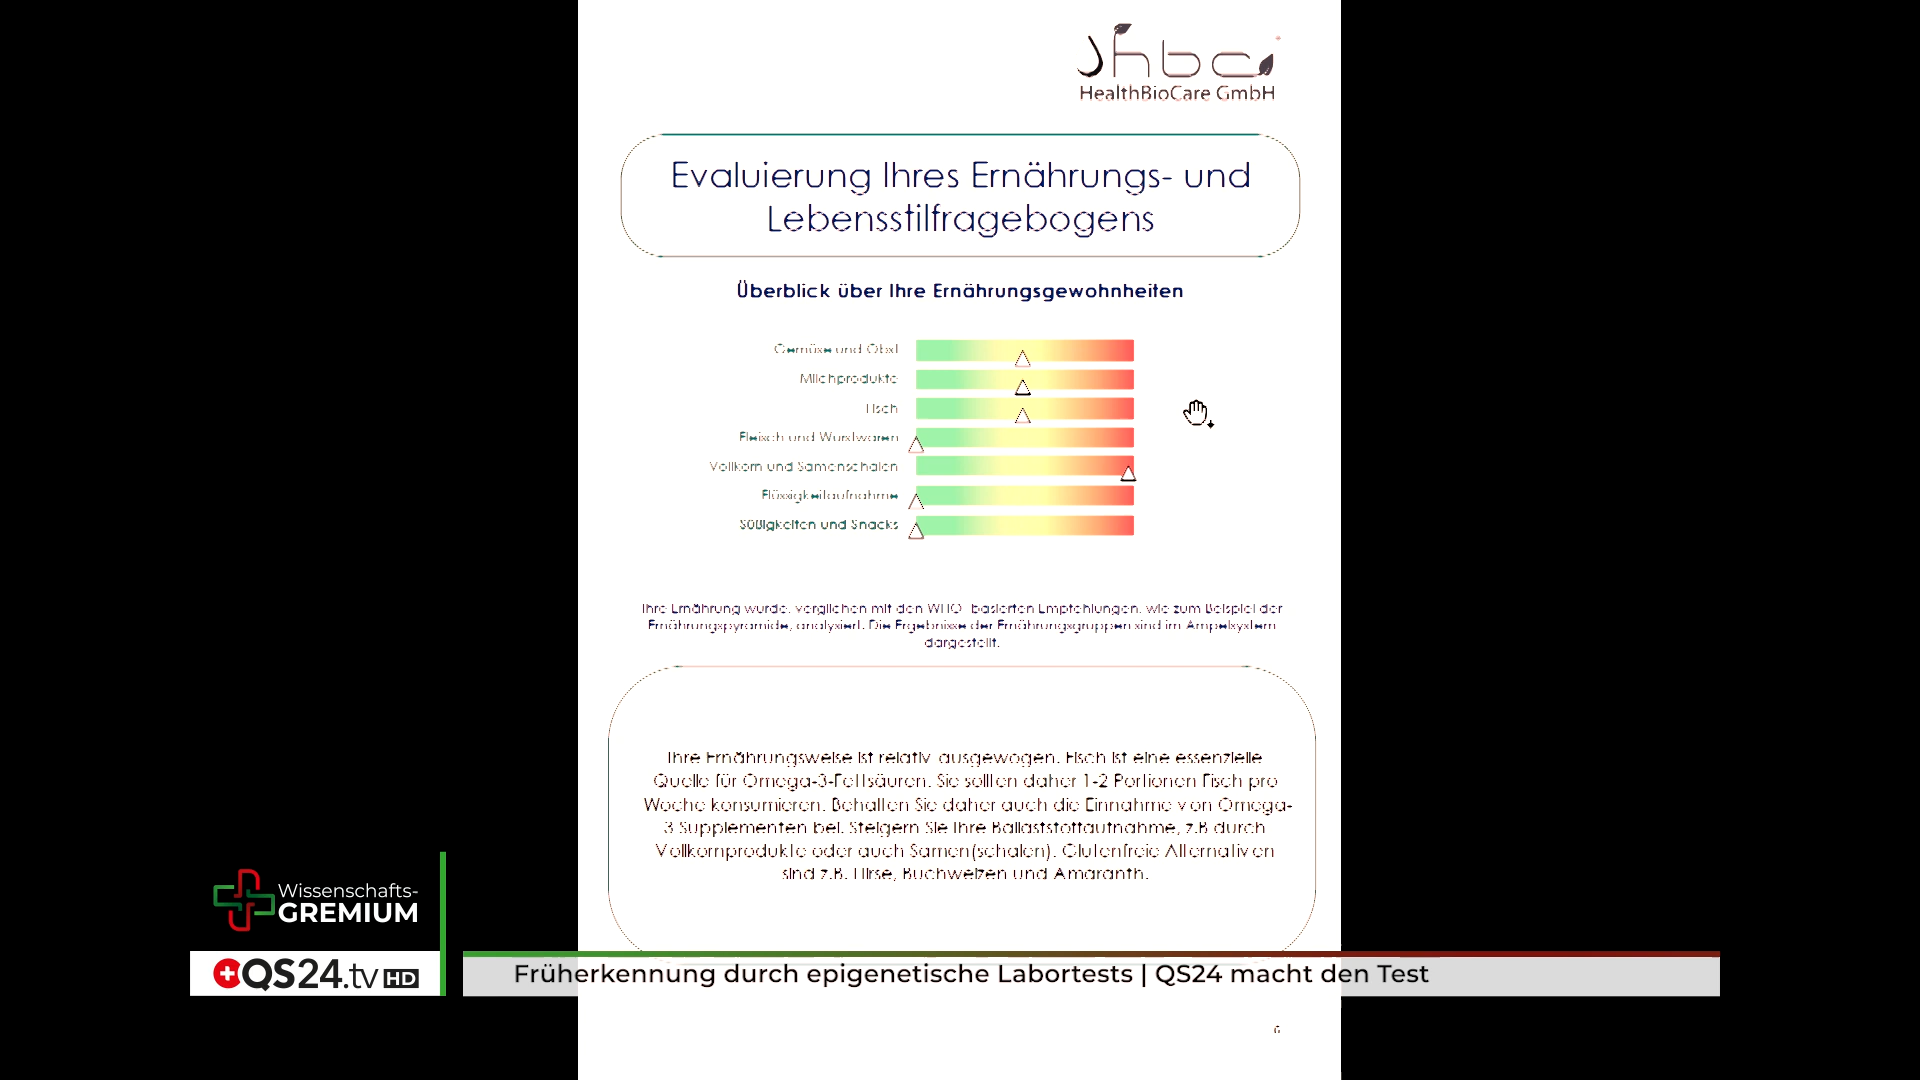 hbc
HealthBioCare GmbH
Evaluierung Ihres Ernährungs- und
Lebensstilfragebogens
Überblick über Ihre Ernährungsgewohnheiten
Gemüse und Obst
Milchprodukte
Fisch
Fleisch und Wurstwaren
Vollkorn und Samenschalen
Flüssigkeitaufnahme
Süßigkeiten und Snacks
Ihre Ernährung wurde, verglichen mit den WHO- basierten Empfehlungen, wie zum Beispiel der
Ernährungspyramide, analysiert. Die Ergebnisse der Ernährungsgruppen sind im Ampelsystem
dargestellt.
Ihre Ernährungsweise ist relativ ausgewogen. Fisch ist eine essenzielle
Quelle für Omega-3-Fettsäuren. Sie sollten daher 1-2 Portionen Fisch pro
Woche konsumieren. Behalten Sie daher auch die Einnahme von Omega-
3 Supplementen bei. Steigern Sie Ihre Ballaststoffaufnahme, z.B durch
Vollkornprodukte oder auch Samen(schalen). Glutenfreie Alternativen
sind z.B. Hirse, Buchweizen und Amaranth.
Wissenschafts-
GREMIUM
QS24.tv HD
Früherkennung durch epigenetische Labortests | QS24 macht den Test
6